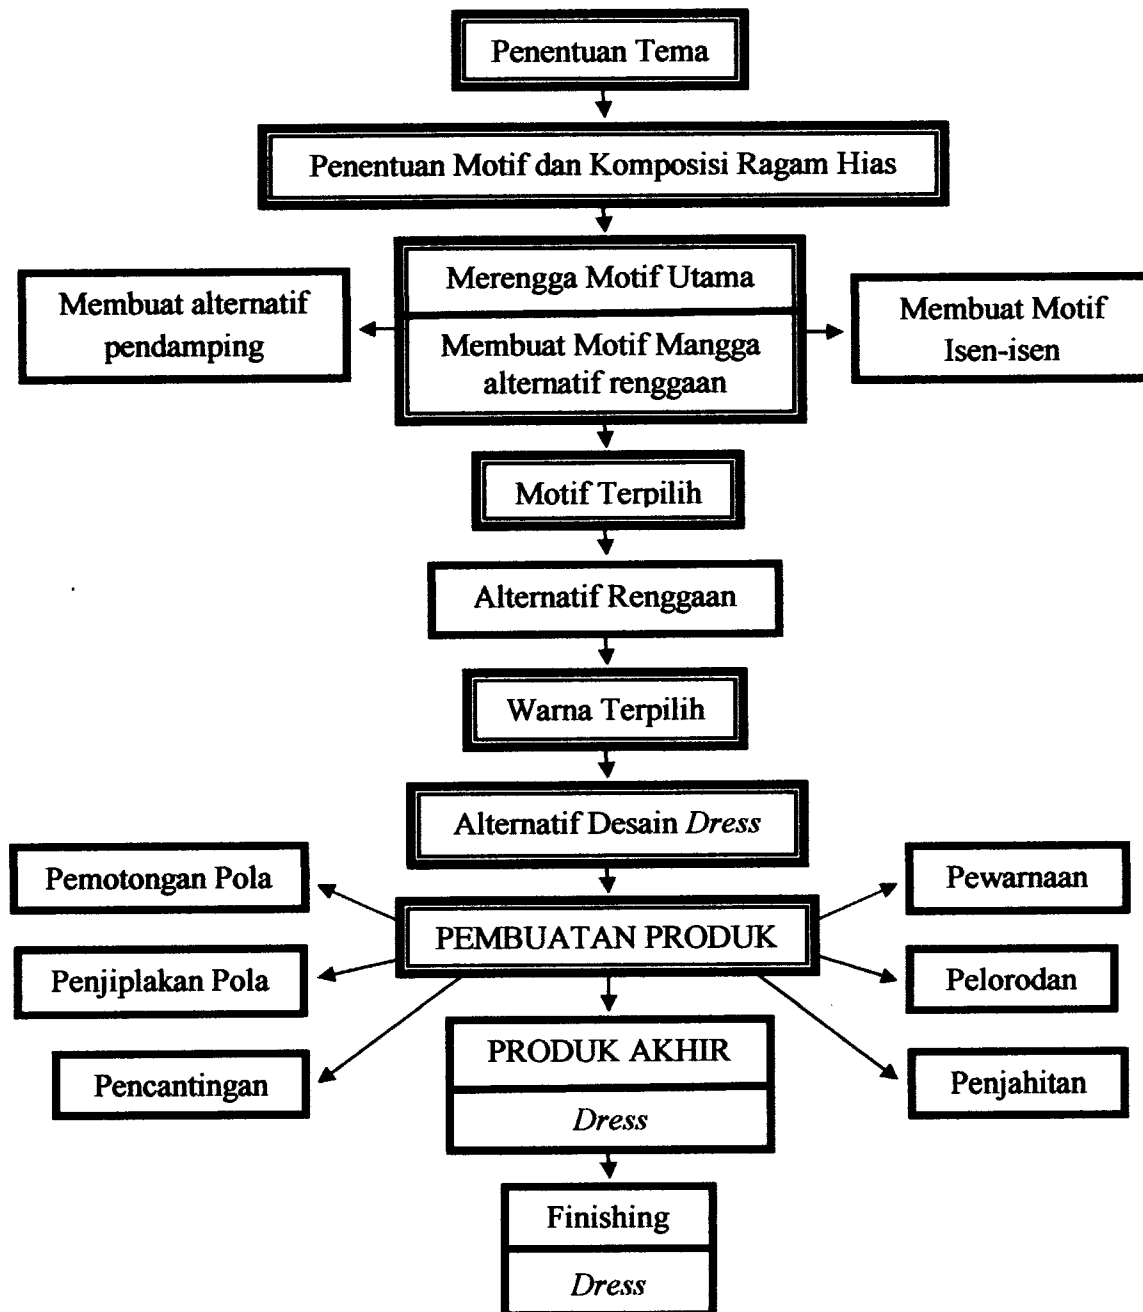 Penentuan Tema
Penentuan Motif dan Komposisi Ragam Hias
Merengga Motif Utama
Membuat alternatif
pendamping
Membuat Motif Mangga
alternatif renggaan
Membuat Motif
Isen-isen
Motif Terpilih
Alternatif Renggaan
Warna Terpilih
Alternatif Desain Dress
Pemotongan Pola
Pewarnaan
PEMBUATAN PRODUK
Penjiplakan Pola
Pelorodan
PRODUK AKHIR
Pencantingan
Penjahitan
Dress
Finishing
Dress